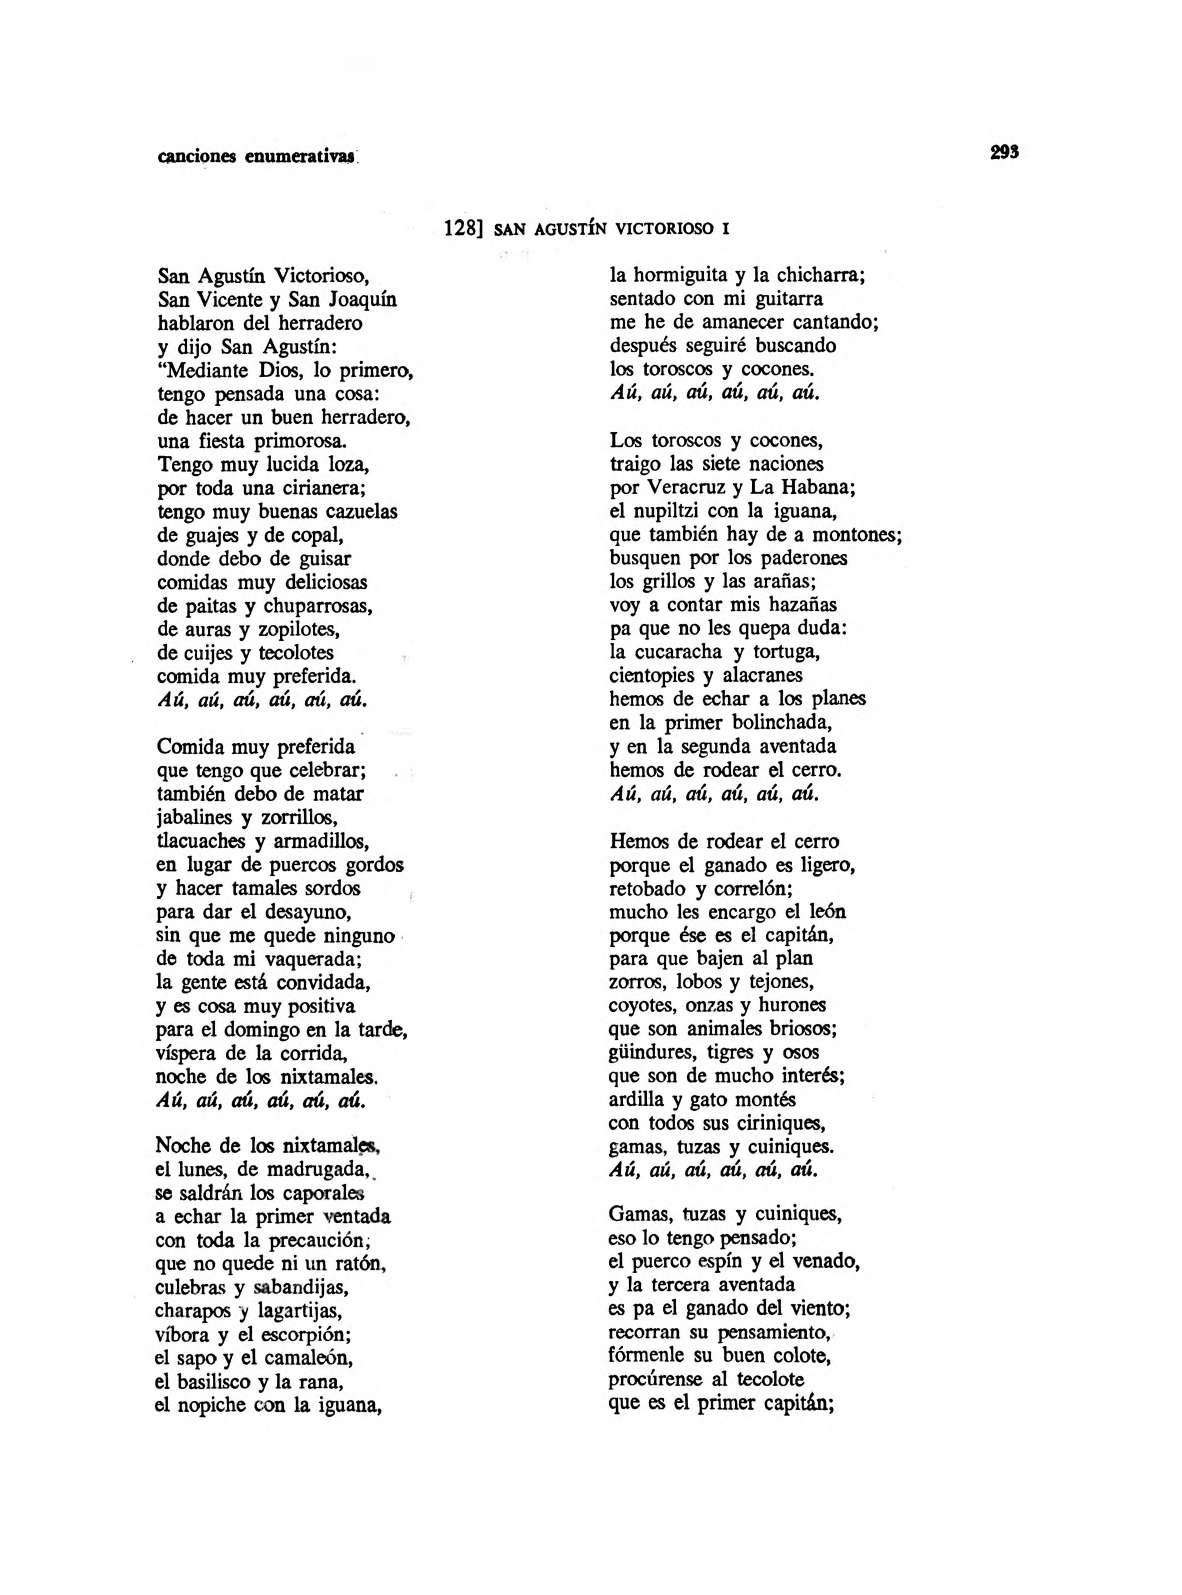 canciones enumerativas
293
128] SAN AGUSTÍN VICTORIOSO I
San Agustín Victorioso,
San Vicente y San Joaquín
hablaron del herradero
y dijo San Agustín:
“Mediante Dios, lo primero,
tengo pensada una cosa:
de hacer un buen herradero,
una fiesta primorosa.
Tengo muy lucida loza,
por toda una cirianera;
tengo muy buenas cazuelas
de guajes y de copal,
donde debo de guisar
comidas muy deliciosas
de paitas y chuparrosas,
de auras y zopilotes,
de cuijes y tecolotes
comida muy preferida.
Aú, aú, aú, aú, aú, aú.
Comida muy preferida
que tengo que celebrar;
también debo de matar
jabalines y zorrillos,
tlacuaches y armadillos,
en lugar de puercos gordos
y hacer tamales sordos
para dar el desayuno,
sin que me quede ninguno
de toda mi vaquerada;
la gente está convidada,
y es cosa muy positiva
para el domingo en la tarde,
víspera de la corrida,
noche de los nixtamales.
Aú, aú, aú, aú, aú, aú.
Noche de los nixtamales,
el lunes, de madrugada,
se saldrán los caporales
a echar la primer ventada
con toda la precaución;
que no quede ni un ratón,
culebras y sabandijas,
charapos y lagartijas,
víbora y el escorpión;
el sapo y el camaleón,
el basilisco y la rana,
el nopiche con la iguana,
la hormiguita y la chicharra;
sentado con mi guitarra
me he de amanecer cantando;
después seguiré buscando
los toroscos y cocones.
Aú, aú, aú, aú, aú, aú.
Los toroscos y cocones,
traigo las siete naciones
por Veracruz y La Habana;
el nupiltzi con la iguana,
que también hay de a montones;
busquen por los paderones
los grillos y las arañas;
voy a contar mis hazañas
pa que no les quepa duda:
la cucaracha y tortuga,
cientopies y alacranes
hemos de echar a los planes
en la primer bolinchada,
y en la segunda aventada
hemos de rodear el cerro.
Aú, aú, aú, aú, aú, aú.
Hemos de rodear el cerro
porque el ganado es ligero,
retobado y correlón;
mucho les encargo el león
porque ése es el capitán,
para que bajen al plan
zorros, lobos y tejones,
coyotes, onzas y hurones
que son animales briosos;
güindures, tigres y osos
que son de mucho interés;
ardilla y gato montés
con todos sus ciriniques,
gamas, tuzas y cuiniques.
Aú, aú, aú, aú, aú, aú.
Gamas, tuzas y cuiniques,
eso lo tengo pensado;
el puerco espín y el venado,
y la tercera aventada
es pa el ganado del viento;
recorran su pensamiento,
fórmenle su buen colote,
procúrense al tecolote
que es el primer capitán;